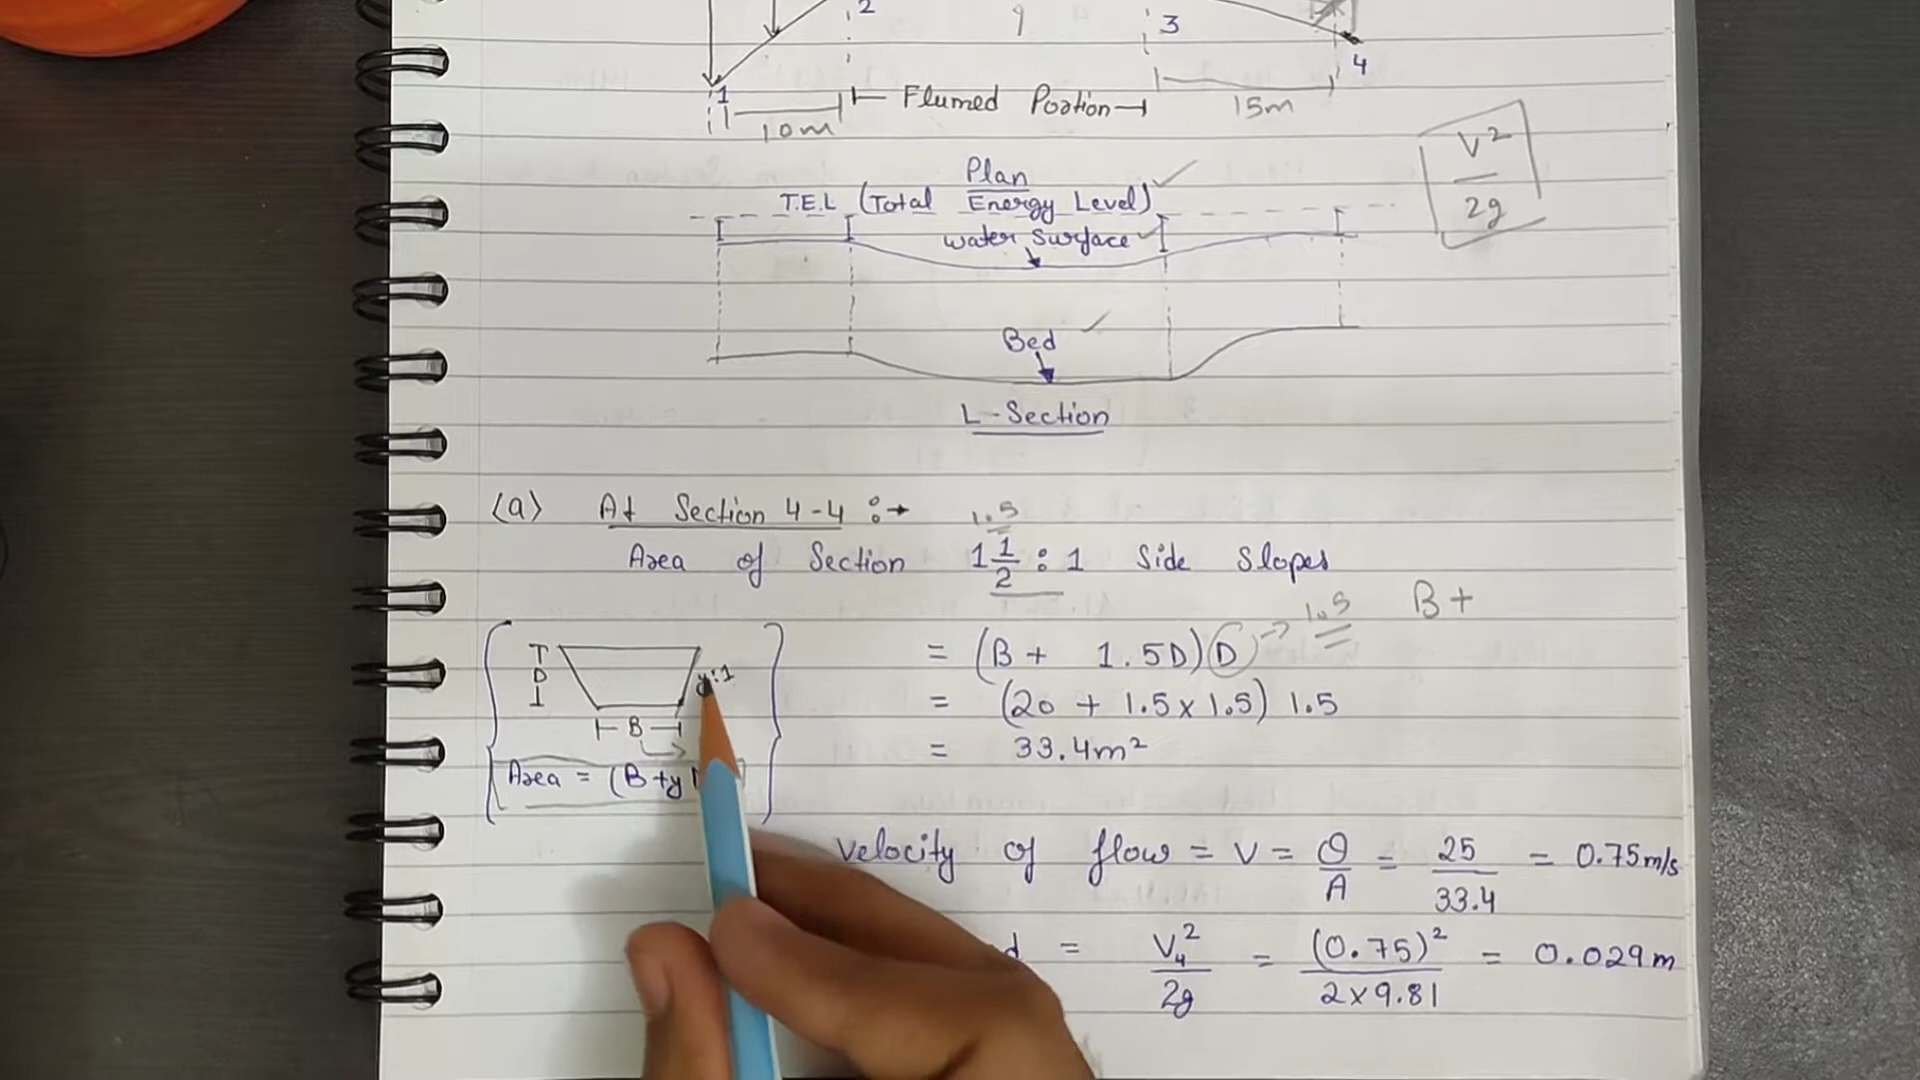 2
3
4
1
Flumed Portion
10m
15m
V²
2g
Plan
T.E.L (Total Energy Level)
Water Surface
Bed
L-Section
(a) At Section 4-4 :→
1.5
Area of Section 1 1/2 : 1 Side Slopes
1.5 B+
= (B + 1.5D) D
T
D
y:1
= (20 + 1.5 x 1.5) 1.5
B
= 33.4m²
Area = (B+y
Velocity of flow = V = Q/A = 25/33.4 = 0.75m/s
= V₄²/2g = (0.75)²/2x9.81 = 0.029m